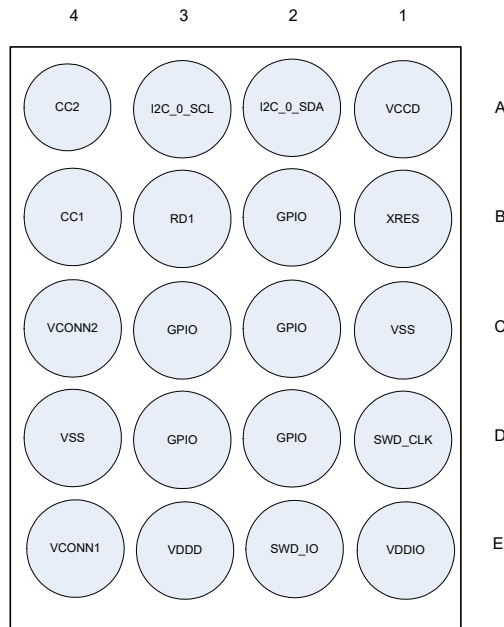 4 3 2 1
CC2 I2C_0_SCL I2C_0_SDA VCCD A
CC1 RD1 GPIO XRES B
VCONN2 GPIO GPIO VSS C
VSS GPIO GPIO SWD_CLK D
VCONN1 VDDD SWD_IO VDDIO E